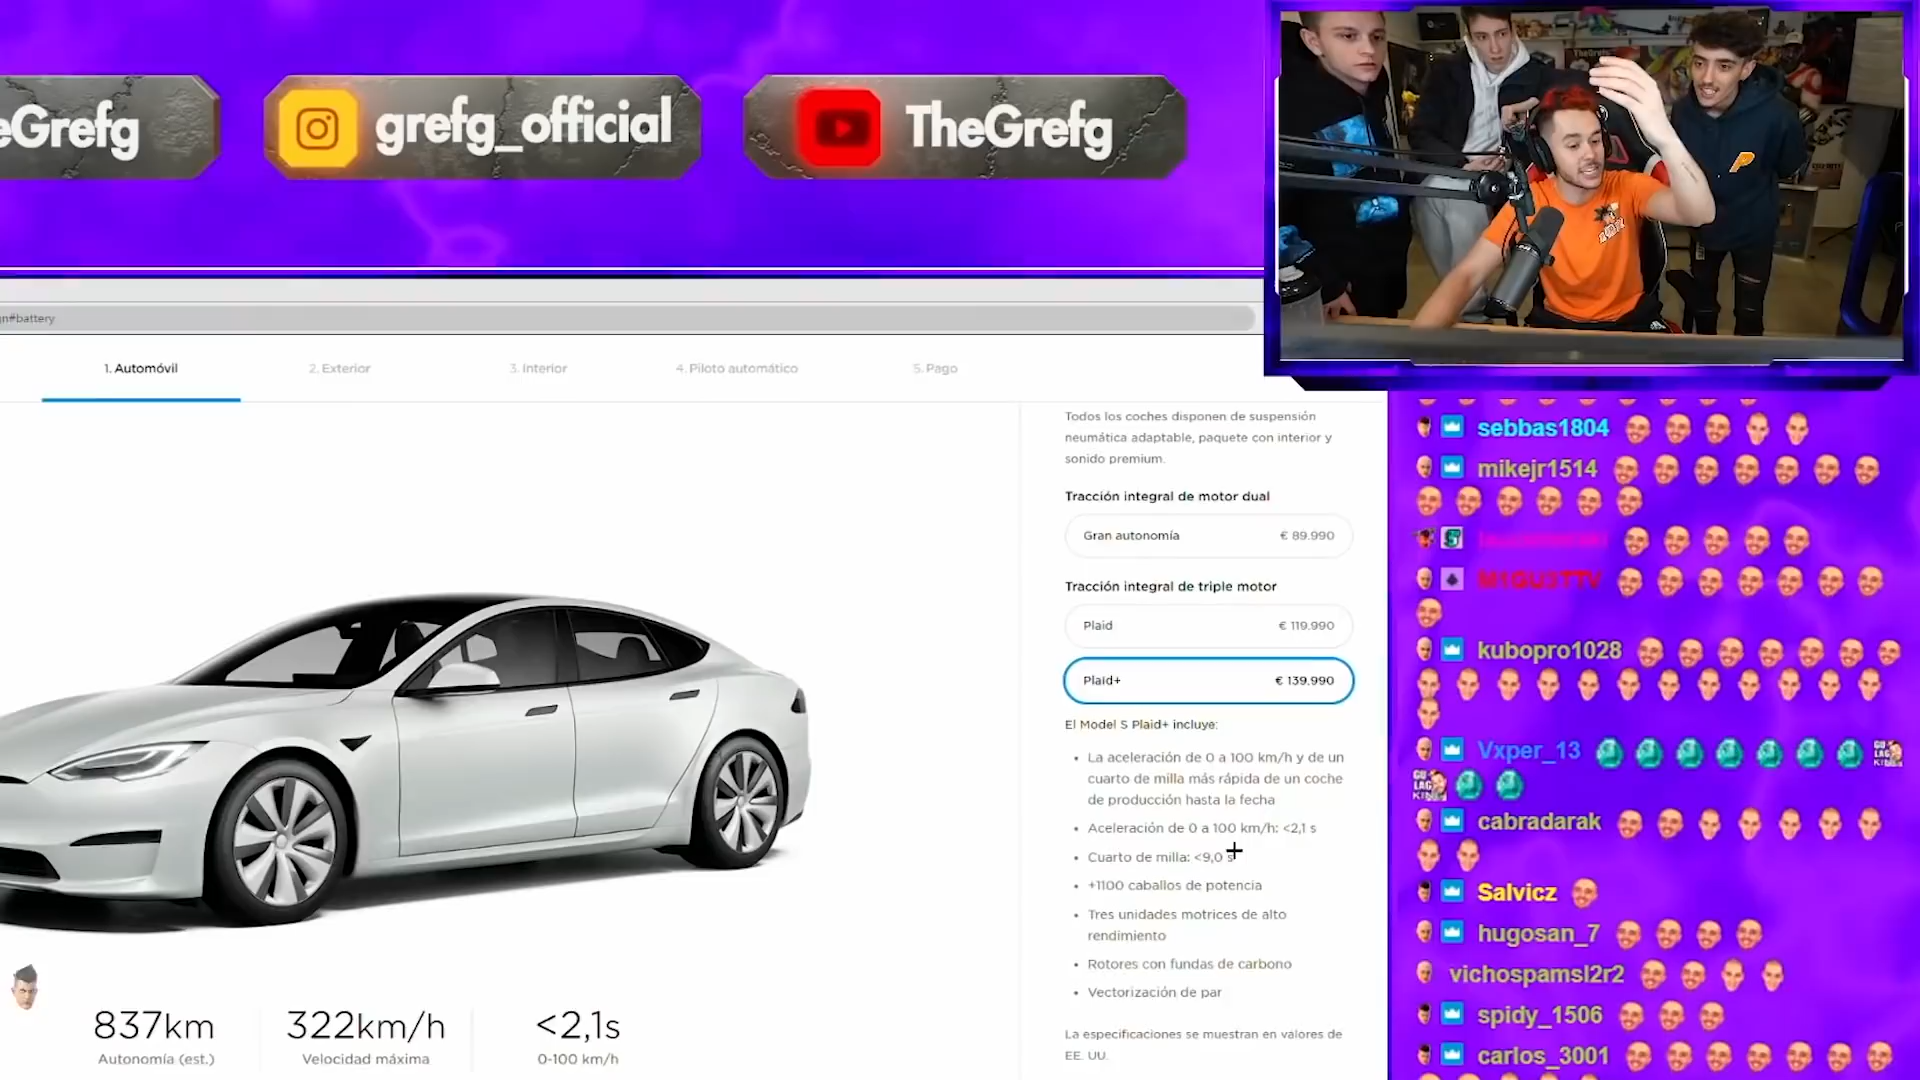 eGrefg
grefg_official
TheGrefg
gn#battery
1. Automóvil
2. Exterior
3. Interior
4. Piloto automático
5. Pago
Todos los coches disponen de suspensión
neumática adaptable, paquete con interior y
sonido premium.
Tracción integral de motor dual
Gran autonomía € 89.990
Tracción integral de triple motor
Plaid € 119.990
Plaid+ € 139.990
El Model S Plaid+ incluye:
La aceleración de 0 a 100 km/h y de un
cuarto de milla más rápida de un coche
de producción hasta la fecha
Aceleración de 0 a 100 km/h: <2,1 s
Cuarto de milla: <9,0 s
+1100 caballos de potencia
Tres unidades motrices de alto
rendimiento
Rotores con fundas de carbono
Vectorización de par
La especificaciones se muestran en valores de
EE. UU.
837km
Autonomía (est.)
322km/h
Velocidad máxima
<2,1s
0-100 km/h
sebbas1804
mikejr1514
M1GU3TTV
kubopro1028
Vxper_13
cabradarak
Salvicz
hugosan_7
vichospamsl2r2
spidy_1506
carlos_3001